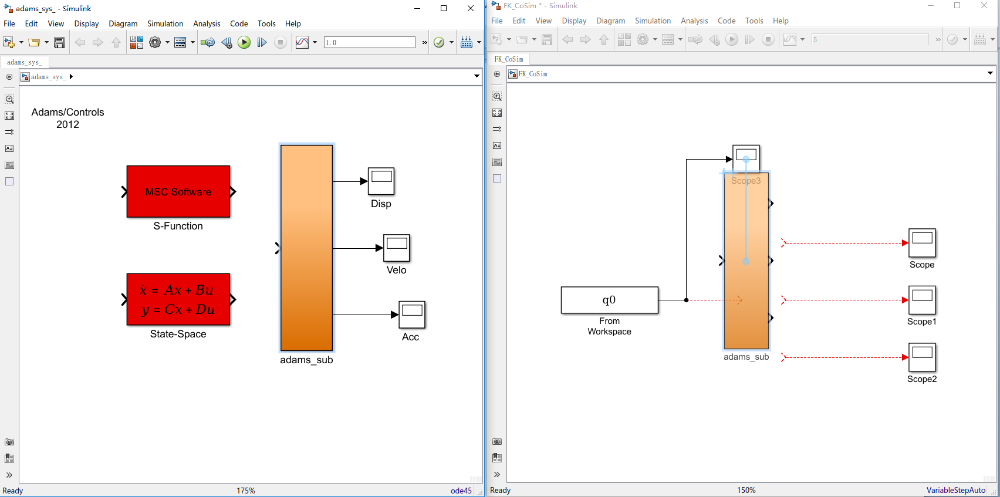 adams_sys_ - Simulink
File Edit View Display Diagram Simulation Analysis Code Tools Help
1.0
adams_sys_
adams_sys_
Adams/Controls
2012
MSC Software
S-Function
ẋ = Ax + Bu
y = Cx + Du
State-Space
adams_sub
Disp
Velo
Acc
Ready 175% ode45
FK_CoSim * - Simulink
File Edit View Display Diagram Simulation Analysis Code Tools Help
5
FK_CoSim
FK_CoSim
Scope3
q0
From
Workspace
adams_sub
Scope
Scope1
Scope2
Ready 150% VariableStepAuto